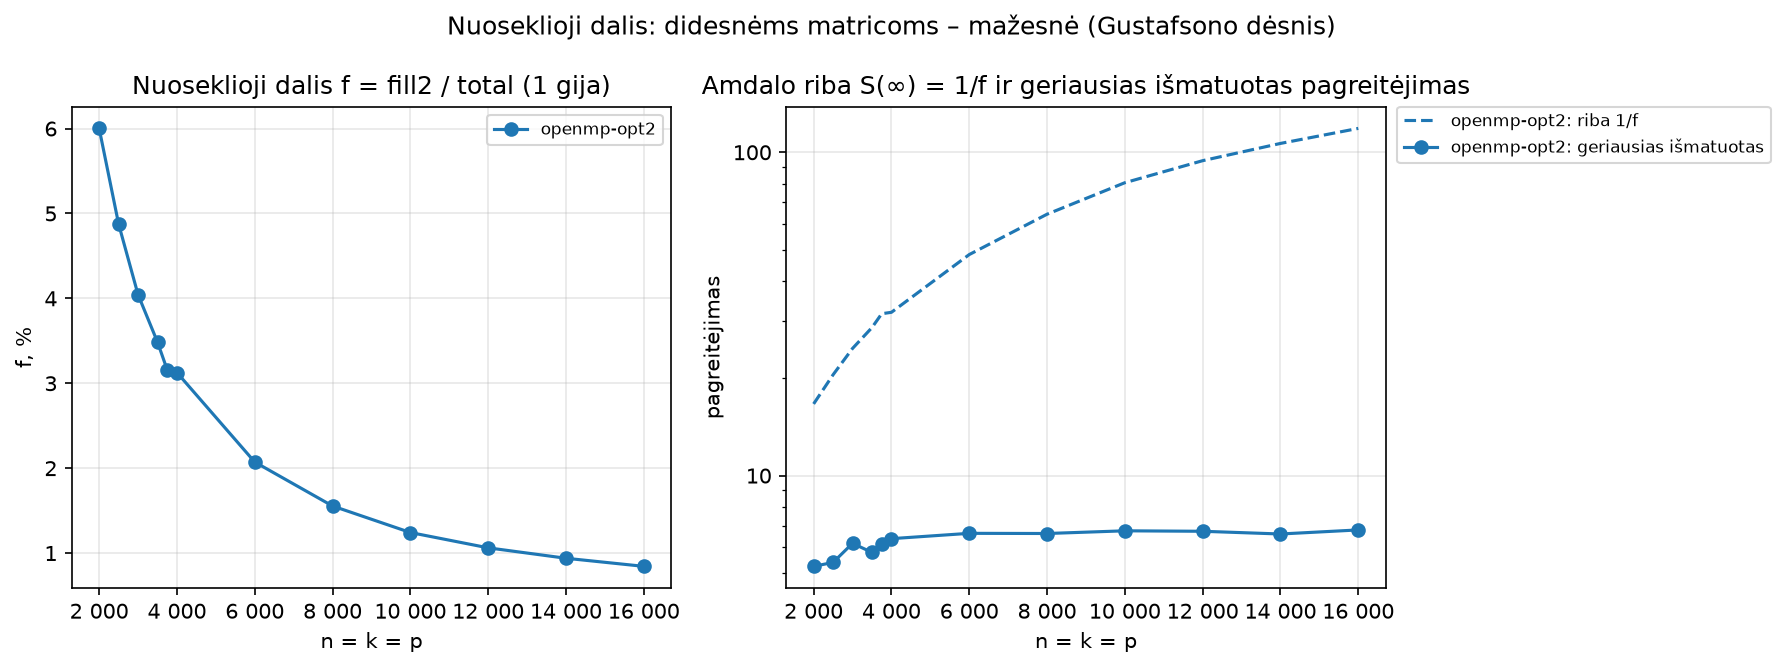 Nuoseklioji dalis: didesnėms matricoms – mažesnė (Gustafsono dėsnis)
Nuoseklioji dalis f = fill2 / total (1 gija)
openmp-opt2
f, %
6
5
4
3
2
1
2 000 4 000 6 000 8 000 10 000 12 000 14 000 16 000
n = k = p
Amdalo riba S(∞) = 1/f ir geriausias išmatuotas pagreitėjimas
openmp-opt2: riba 1/f
openmp-opt2: geriausias išmatuotas
pagreitėjimas
100
10
2 000 4 000 6 000 8 000 10 000 12 000 14 000 16 000
n = k = p